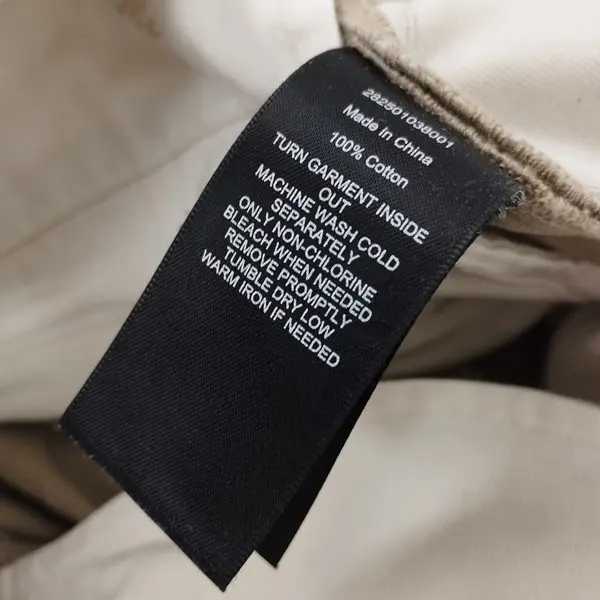 282501038001
Made in China
100% Cotton
TURN GARMENT INSIDE
OUT
MACHINE WASH COLD
SEPARATELY
ONLY NON-CHLORINE
BLEACH WHEN NEEDED
REMOVE PROMPTLY
TUMBLE DRY LOW
WARM IRON IF NEEDED